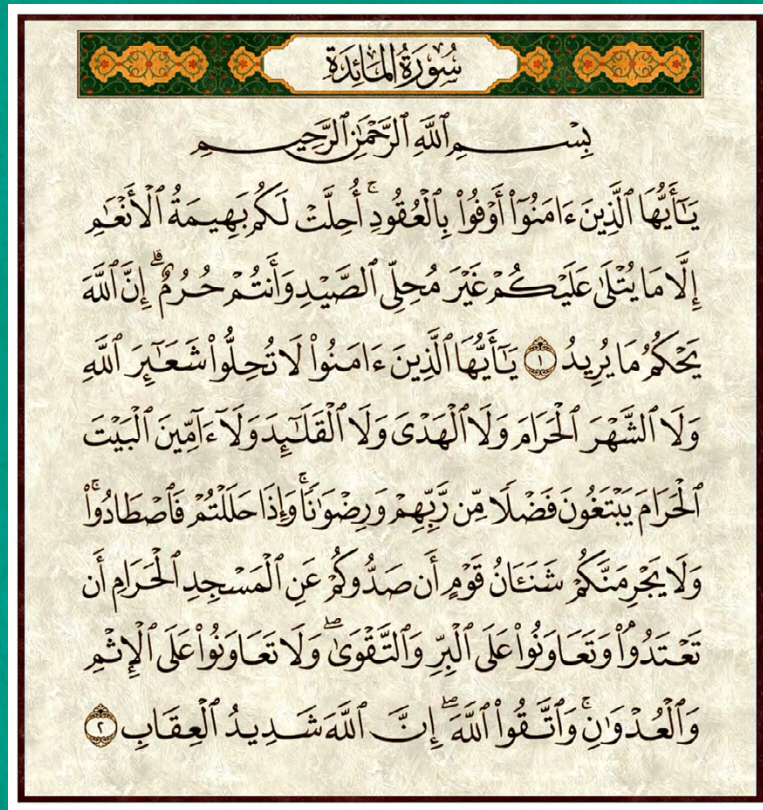 سُورَةُ المَائِدَةِ
بِسْمِ ٱللَّهِ ٱلرَّحْمَٰنِ ٱلرَّحِيمِ
يَٰٓأَيُّهَا ٱلَّذِينَ ءَامَنُوٓا۟ أَوْفُوا۟ بِٱلْعُقُودِ ۚ أُحِلَّتْ لَكُم بَهِيمَةُ ٱلْأَنْعَٰمِ
إِلَّا مَا يُتْلَىٰ عَلَيْكُمْ غَيْرَ مُحِلِّى ٱلصَّيْدِ وَأَنتُمْ حُرُمٌ ۗ إِنَّ ٱللَّهَ
يَحْكُمُ مَا يُرِيدُ ١ يَٰٓأَيُّهَا ٱلَّذِينَ ءَامَنُوا۟ لَا تُحِلُّوا۟ شَعَٰٓئِرَ ٱللَّهِ
وَلَا ٱلشَّهْرَ ٱلْحَرَامَ وَلَا ٱلْهَدْىَ وَلَا ٱلْقَلَٰٓئِدَ وَلَآ ءَآمِّينَ ٱلْبَيْتَ
ٱلْحَرَامَ يَبْتَغُونَ فَضْلًا مِّن رَّبِّهِمْ وَرِضْوَٰنًا ۚ وَإِذَا حَلَلْتُمْ فَٱصْطَادُوا۟ ۚ
وَلَا يَجْرِمَنَّكُمْ شَنَـَٔانُ قَوْمٍ أَن صَدُّوكُمْ عَنِ ٱلْمَسْجِدِ ٱلْحَرَامِ أَن
تَعْتَدُوا۟ ۘ وَتَعَاوَنُوا۟ عَلَى ٱلْبِرِّ وَٱلتَّقْوَىٰ ۖ وَلَا تَعَاوَنُوا۟ عَلَى ٱلْإِثْمِ
وَٱلْعُدْوَٰنِ ۚ وَٱتَّقُوا۟ ٱللَّهَ ۖ إِنَّ ٱللَّهَ شَدِيدُ ٱلْعِقَابِ ٢